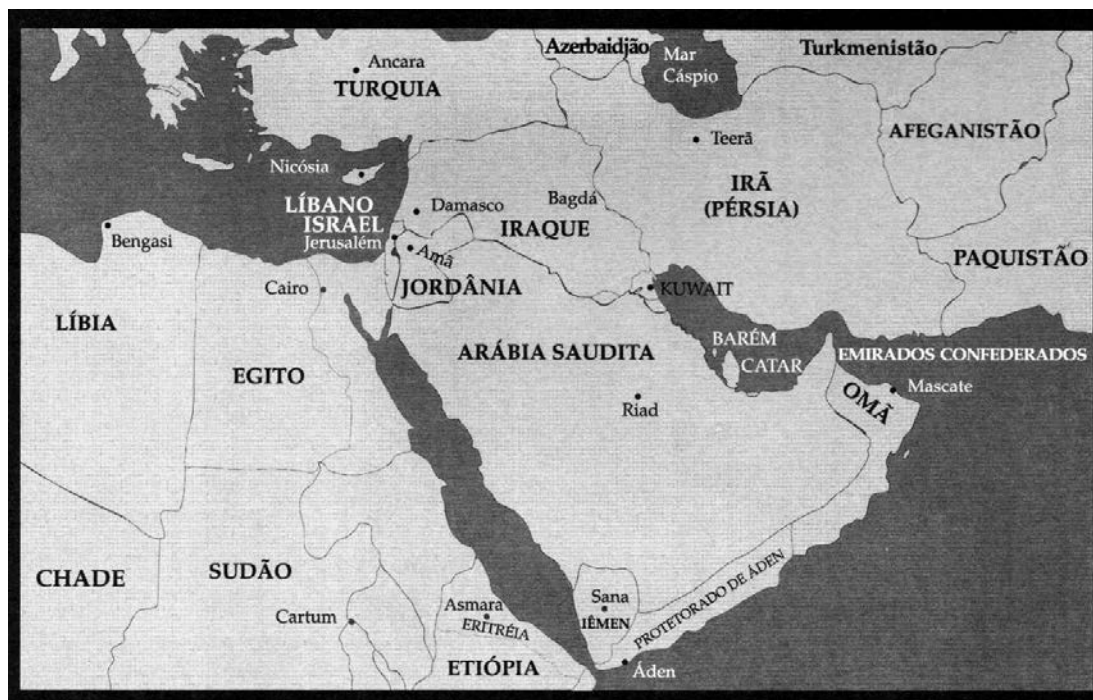 Azerbaidjão
Turkmenistão
Mar
Cáspio
Ancara
TURQUIA
AFEGANISTÃO
Teerã
Nicósia
IRÃ
(PÉRSIA)
LÍBANO
ISRAEL
Jerusalém
Damasco
Bagdá
IRAQUE
Bengasi
Amã
PAQUISTÃO
Cairo
JORDÂNIA
KUWAIT
LÍBIA
ARÁBIA SAUDITA
BARÉM
CATAR
EMIRADOS CONFEDERADOS
EGITO
Mascate
OMÃ
Riad
CHADE
SUDÃO
Cartum
Asmara
ERITRÉIA
ETIÓPIA
Sana
IÊMEN
PROTETORADO DE ÁDEN
Áden